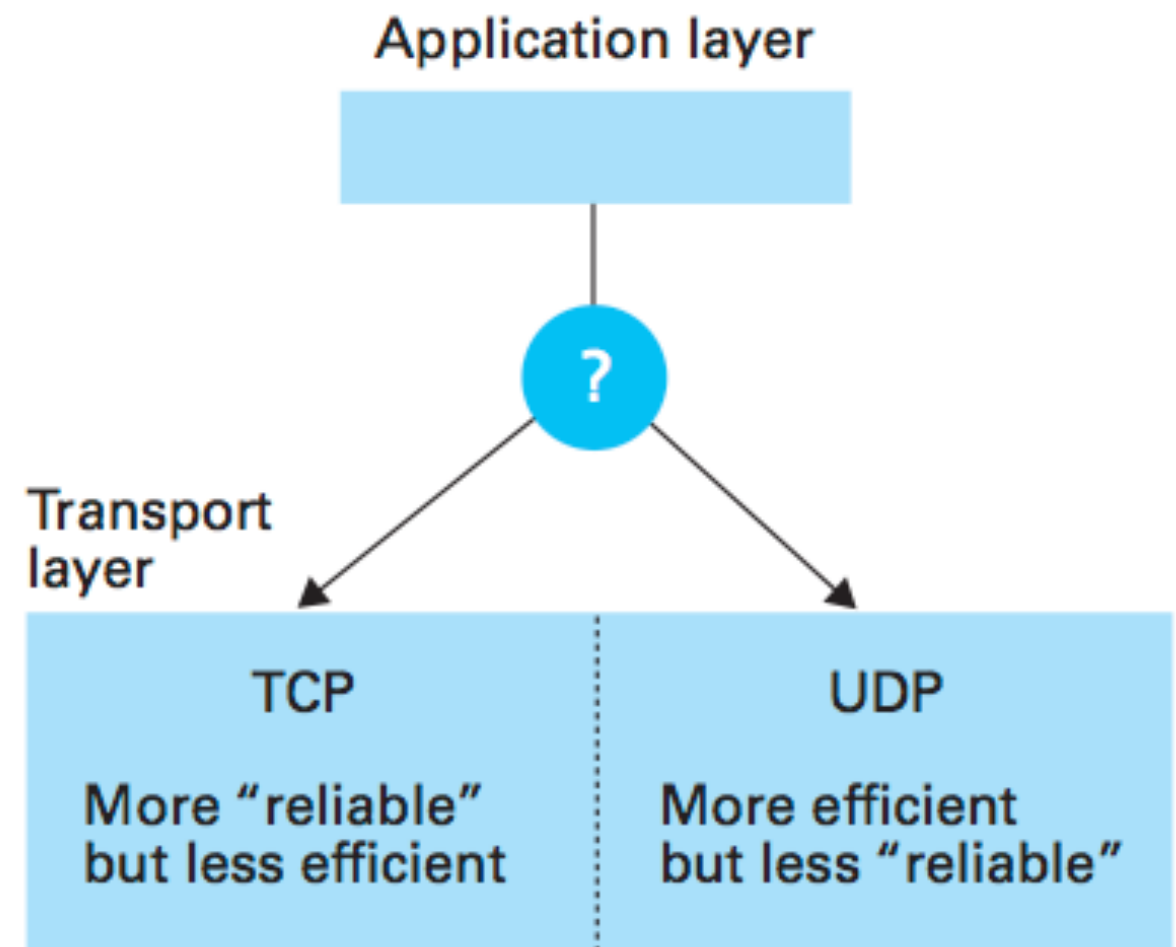 Application layer
?
Transport
layer
TCP
More “reliable”
but less efficient
UDP
More efficient
but less “reliable”